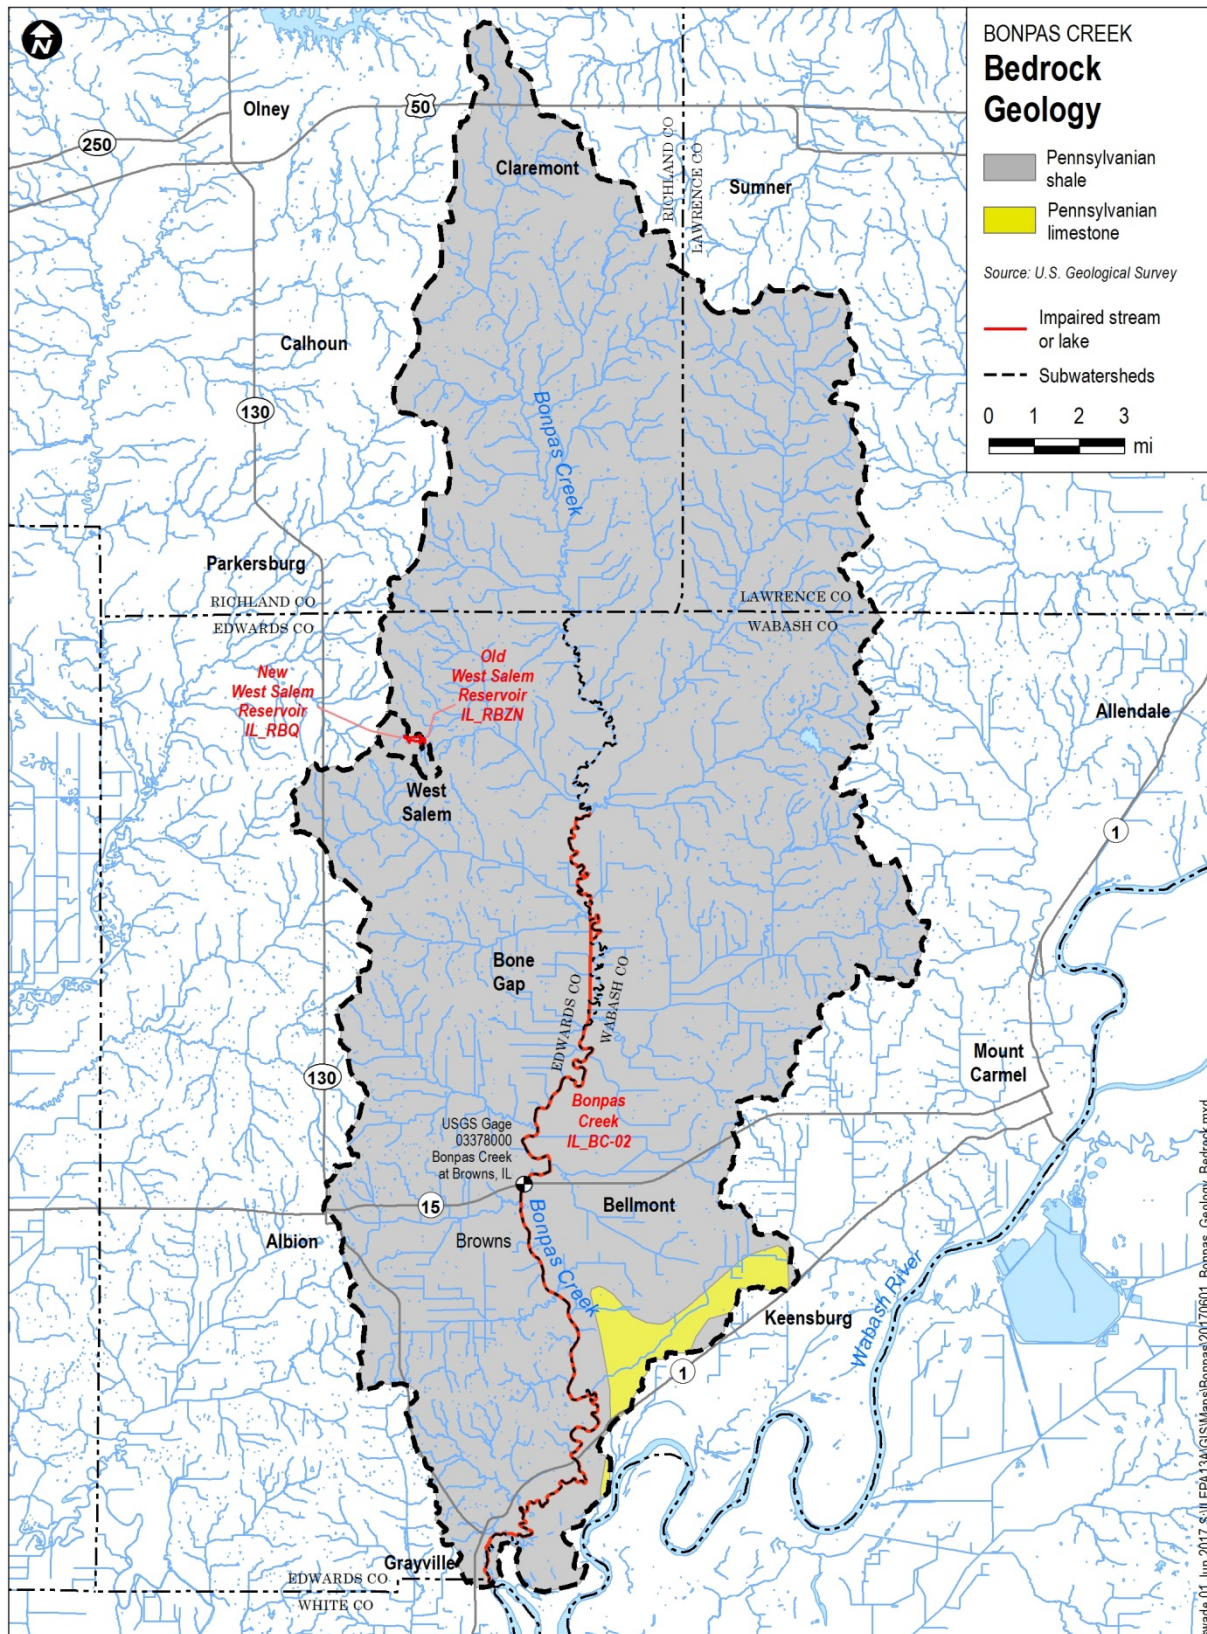 BONPAS CREEK
Bedrock
Geology
Pennsylvanian
shale
Pennsylvanian
limestone
Source: U.S. Geological Survey
Impaired stream
or lake
Subwatersheds
0 1 2 3
mi
N
Olney
50
250
Claremont
RICHLAND CO
LAWRENCE CO
Sumner
Calhoun
130
Bonpas Creek
Parkersburg
RICHLAND CO
EDWARDS CO
LAWRENCE CO
WABASH CO
New
West Salem
Reservoir
IL_RBQ
Old
West Salem
Reservoir
IL_RBZN
Allendale
West
Salem
1
Bone
Gap
EDWARDS CO
WABASH CO
Mount
Carmel
130
Bonpas
Creek
IL_BC-02
USGS Gage
03378000
Bonpas Creek
at Browns, IL
15
Bellmont
Albion
Browns
Bonpas Creek
Keensburg
Wabash River
1
Grayville
EDWARDS CO
WHITE CO